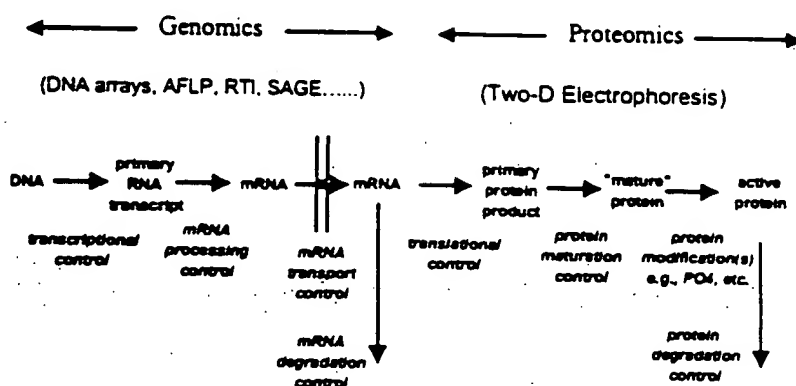 Genomics
Proteomics
(DNA arrays, AFLP, RTI, SAGE......)
(Two-D Electrophoresis)
DNA
primary
RNA
transcript
mRNA
mRNA
primary
protein
product
"mature"
protein
active
protein
transcriptional
control
mRNA
processing
control
mRNA
transport
control
translational
control
protein
maturation
control
protein
modification(s)
e.g., PO4, etc.
mRNA
degradation
control
protein
degradation
control